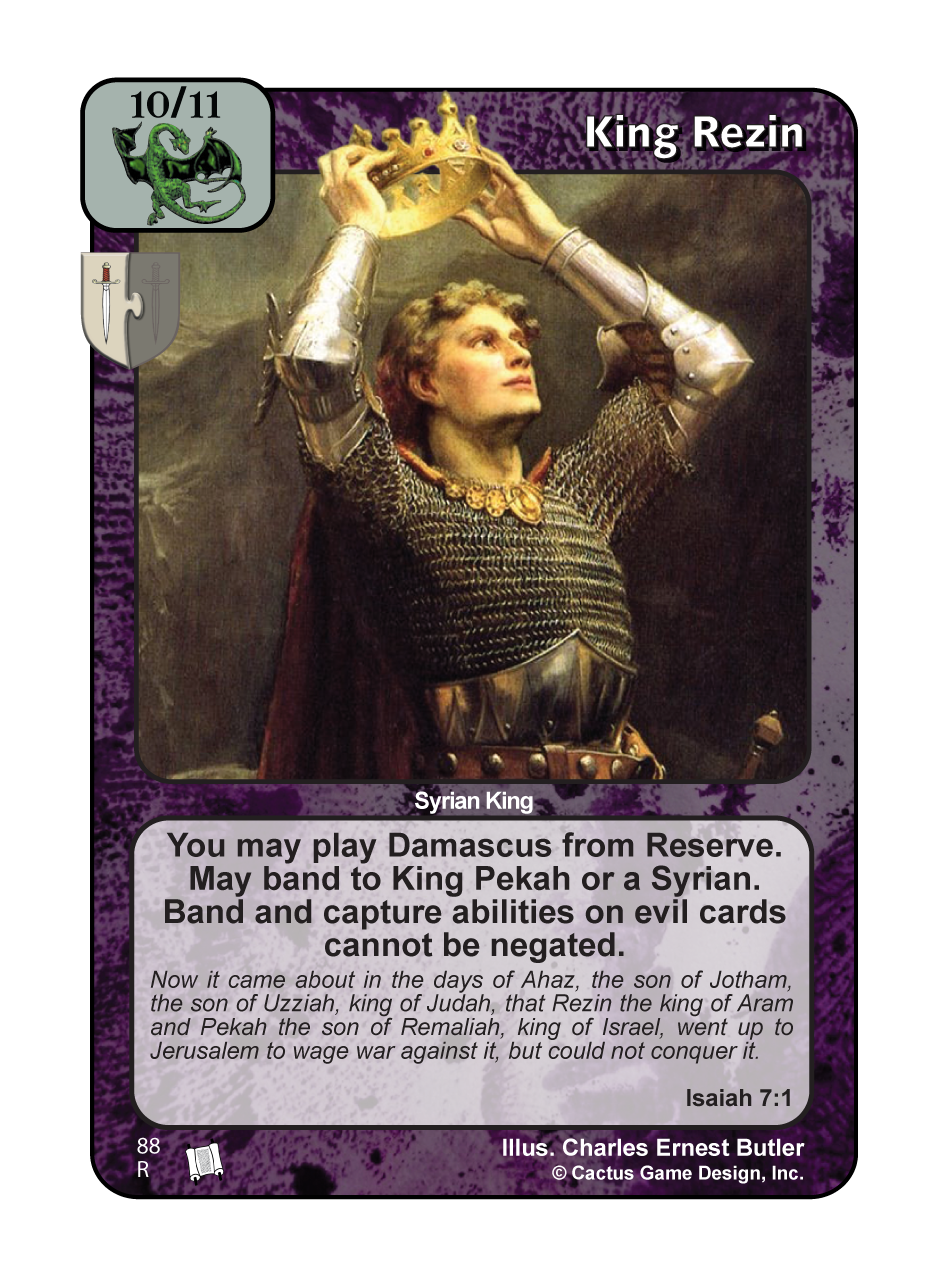 10/11
King Rezin
Syrian King
You may play Damascus from Reserve.
May band to King Pekah or a Syrian.
Band and capture abilities on evil cards
cannot be negated.
Now it came about in the days of Ahaz, the son of Jotham,
the son of Uzziah, king of Judah, that Rezin the king of Aram
and Pekah the son of Remaliah, king of Israel, went up to
Jerusalem to wage war against it, but could not conquer it.
Isaiah 7:1
88
R
Illus. Charles Ernest Butler
© Cactus Game Design, Inc.